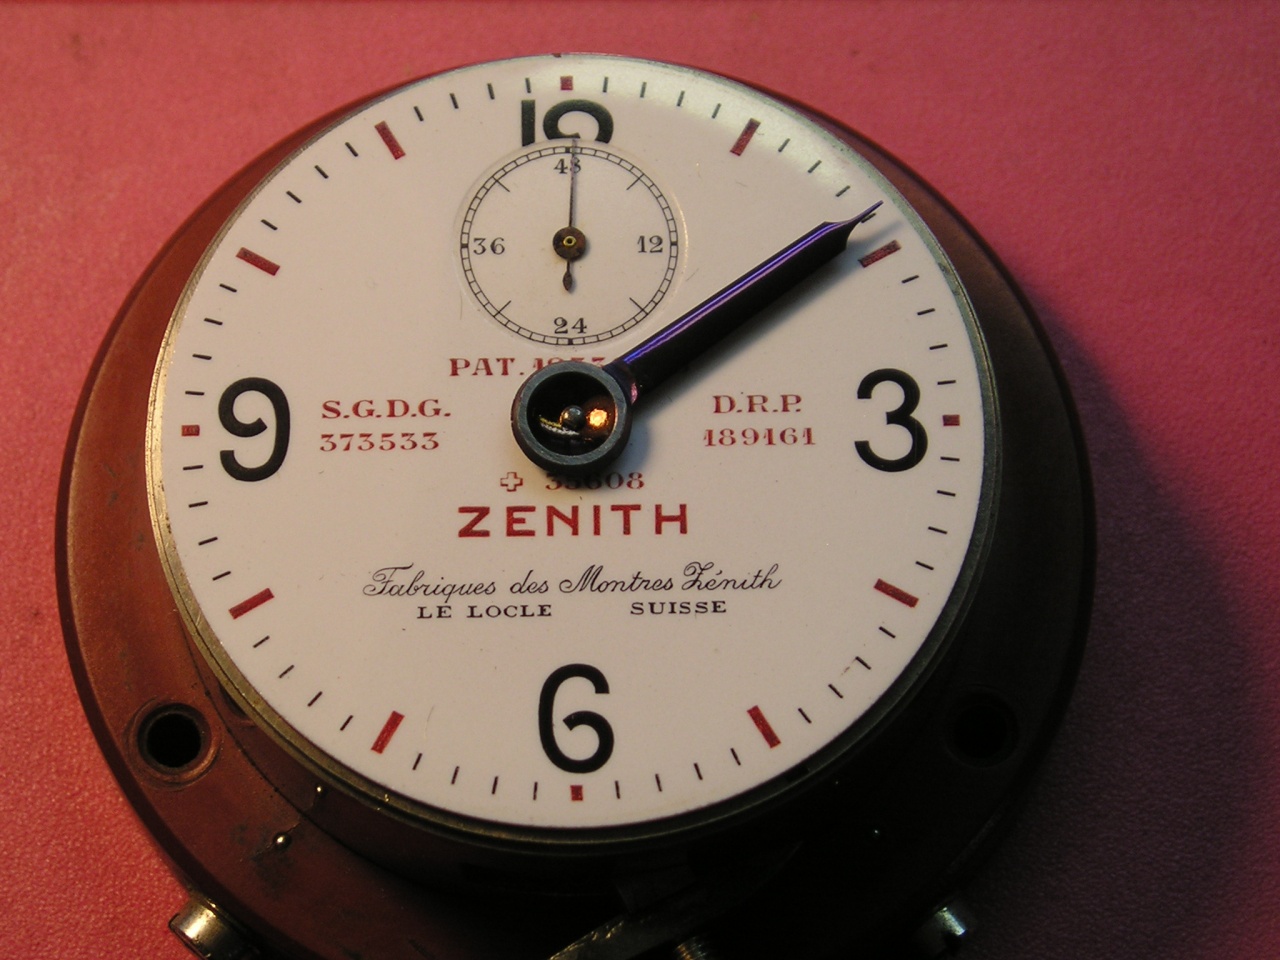 12
48
36 12
24
PAT.
S.G.D.G. D.R.P.
373533 189161
9 3
ZENITH
Fabriques des Montres Zénith
LE LOCLE SUISSE
6